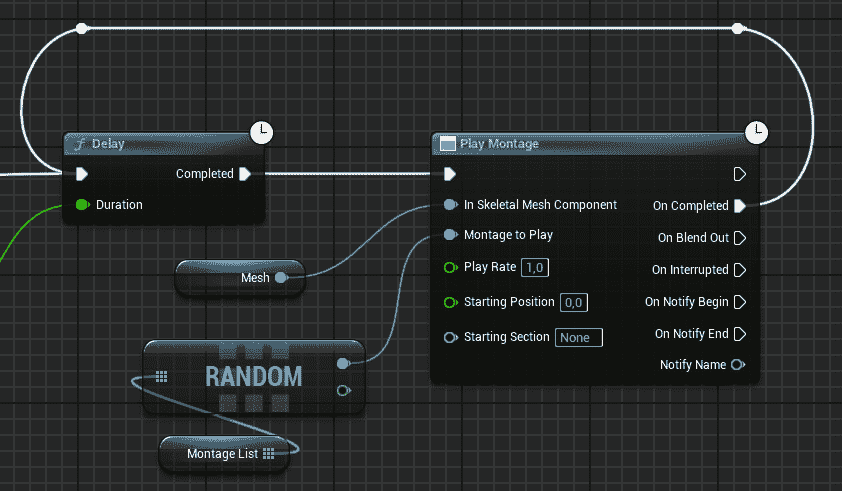 Delay
Completed
Duration
Mesh
RANDOM
Montage List
Play Montage
In Skeletal Mesh Component
On Completed
Montage to Play
On Blend Out
Play Rate 1,0
On Interrupted
Starting Position 0,0
On Notify Begin
Starting Section None
On Notify End
Notify Name